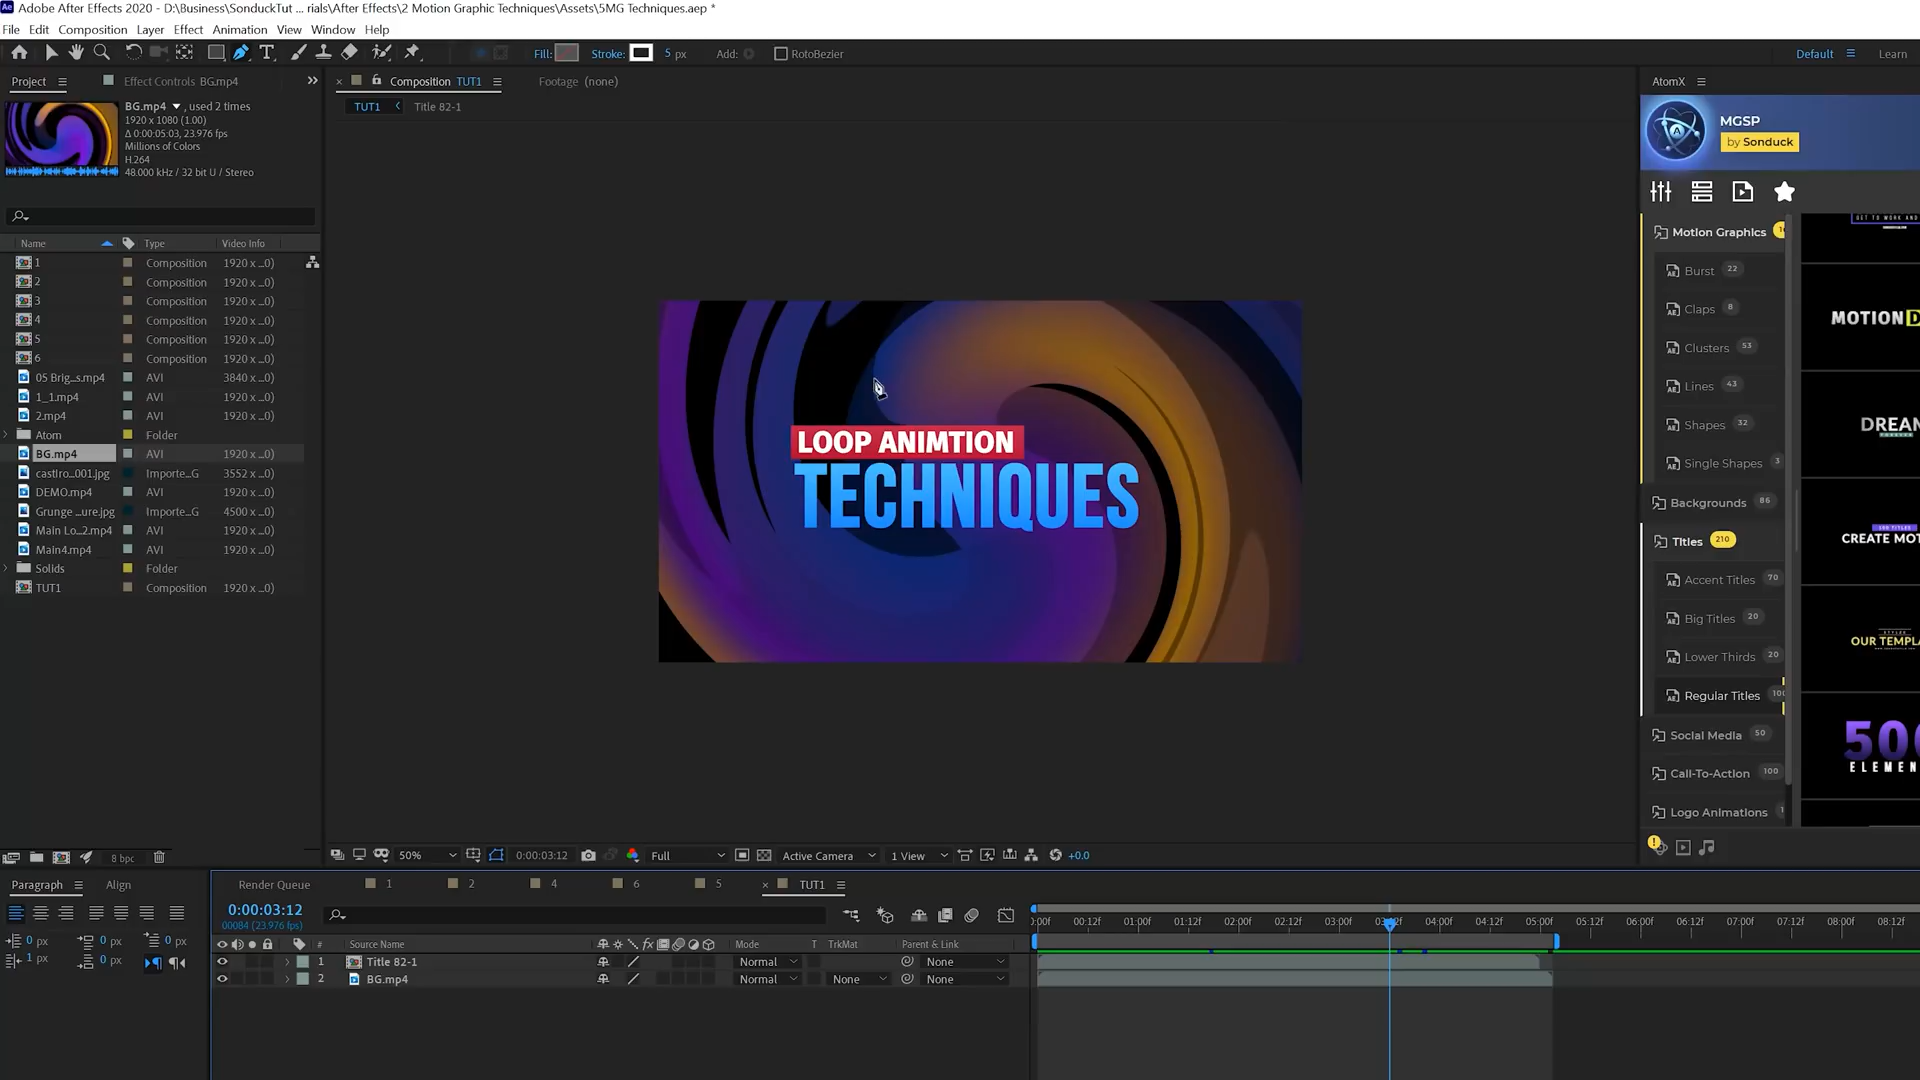 Adobe After Effects 2020 - D:\Business\SonduckTut ... rials\After Effects\2 Motion Graphic Techniques\Assets\5MG Techniques.aep *
File Edit Composition Layer Effect Animation View Window Help
Fill: Stroke: 5 px Add: RotoBezier Default Learn
Project Effect Controls BG.mp4
Composition TUT1 Footage (none)
TUT1 Title 82-1
BG.mp4 , used 2 times
1920 x 1080 (1.00)
Δ 0:00:05:03, 23.976 fps
Millions of Colors
H.264
48.000 kHz / 32 bit U / Stereo
Name Type Video Info
1 Composition 1920 x ...0)
2 Composition 1920 x ...0)
3 Composition 1920 x ...0)
4 Composition 1920 x ...0)
5 Composition 1920 x ...0)
6 Composition 1920 x ...0)
05 Brig...s.mp4 AVI 3840 x ...0)
1_1.mp4 AVI 1920 x ...0)
2.mp4 AVI 1920 x ...0)
Atom Folder
BG.mp4 AVI 1920 x ...0)
castlro...001.jpg Importe...G 3552 x ...0)
DEMO.mp4 AVI 1920 x ...0)
Grunge ...ure.jpg Importe...G 4500 x ...0)
Main Lo...2.mp4 AVI 1920 x ...0)
Main4.mp4 AVI 1920 x ...0)
Solids Folder
TUT1 Composition 1920 x ...0)
8 bpc
LOOP ANIMTION
TECHNIQUES
50% 0:00:03:12 Full Active Camera 1 View +0.0
AtomX
MGSP
by Sonduck
Motion Graphics
Burst 22
Claps 8
Clusters 53
Lines 43
Shapes 32
Single Shapes 3
Backgrounds 86
Titles 210
Accent Titles 70
Big Titles 20
Lower Thirds 20
Regular Titles 100
Social Media 50
Call-To-Action 100
Logo Animations 1
GET TO WORK AND
MOTION D
DREAM
CREATE MOT
OUR TEMPLA
500
ELEMEN
Paragraph Align
0 px 0 px 0 px
1 px 0 px
Render Queue 1 2 4 6 5 TUT1
0:00:03:12
00084 (23.976 fps)
# Source Name Mode T TrkMat Parent & Link
1 Title 82-1 Normal None
2 BG.mp4 Normal None None
:00f 00:12f 01:00f 01:12f 02:00f 02:12f 03:00f 03:12f 04:00f 04:12f 05:00f 05:12f 06:00f 06:12f 07:00f 07:12f 08:00f 08:12f